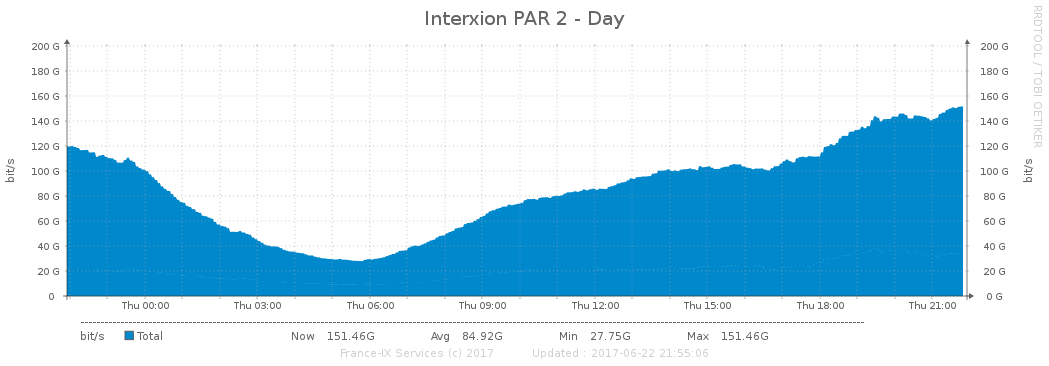 Interxion PAR 2 - Day
RRDTOOL / TOBI OETIKER
bit/s
200 G 200 G
180 G 180 G
160 G 160 G
140 G 140 G
120 G 120 G
100 G 100 G
80 G 80 G
60 G 60 G
40 G 40 G
20 G 20 G
0 0 G
bit/s
Thu 00:00 Thu 03:00 Thu 06:00 Thu 09:00 Thu 12:00 Thu 15:00 Thu 18:00 Thu 21:00
bit/s Total Now 151.46G Avg 84.92G Min 27.75G Max 151.46G
France-IX Services (c) 2017 Updated : 2017-06-22 21:55:06